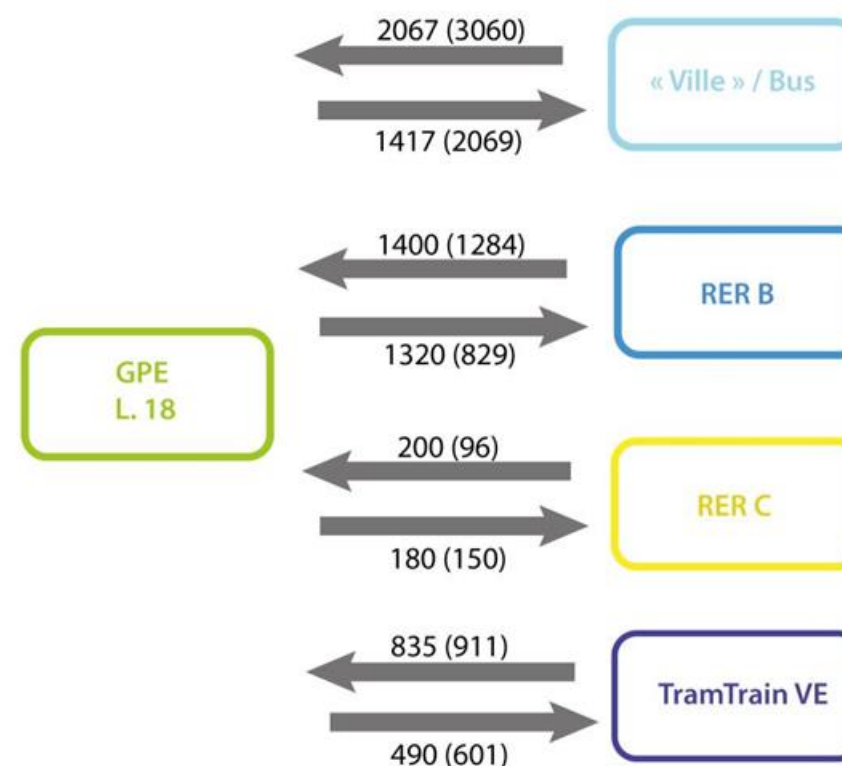 2067 (3060)
« Ville » / Bus
1417 (2069)
1400 (1284)
RER B
1320 (829)
GPE
L. 18
200 (96)
RER C
180 (150)
835 (911)
TramTrain VE
490 (601)